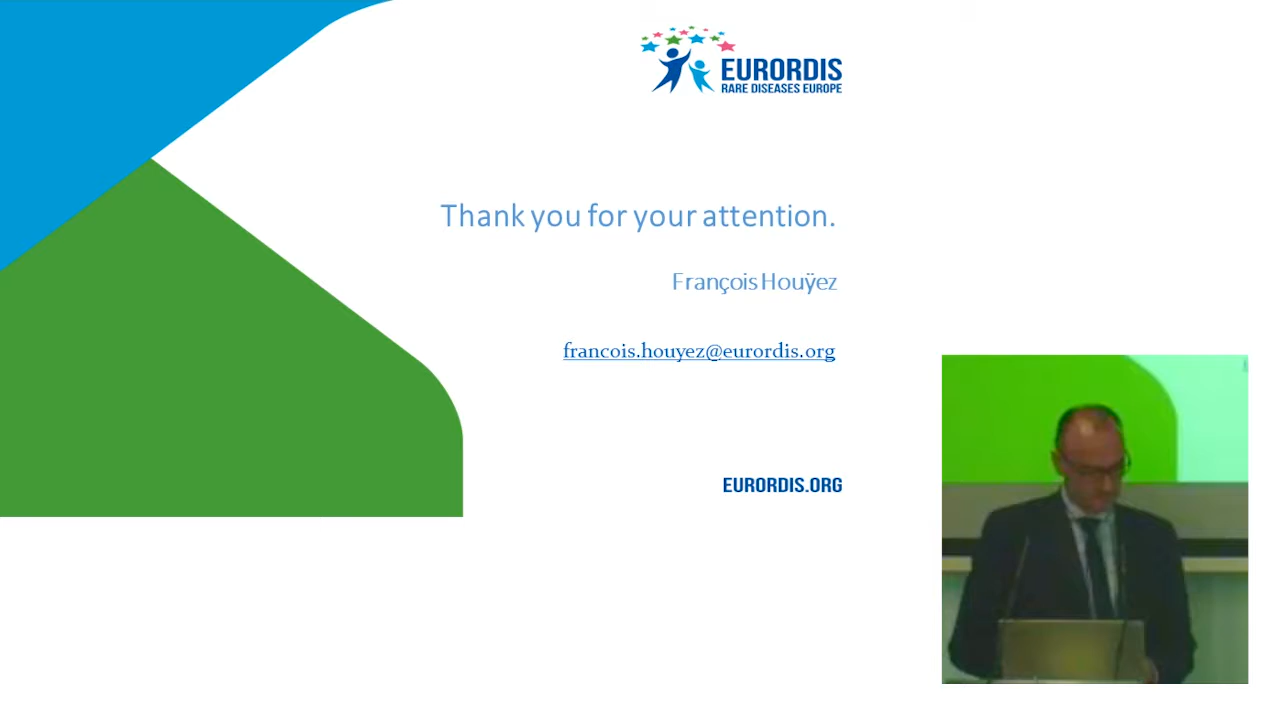 EURORDIS
RARE DISEASES EUROPE
Thank you for your attention.
François Houÿez
francois.houyez@eurordis.org
EURORDIS.ORG